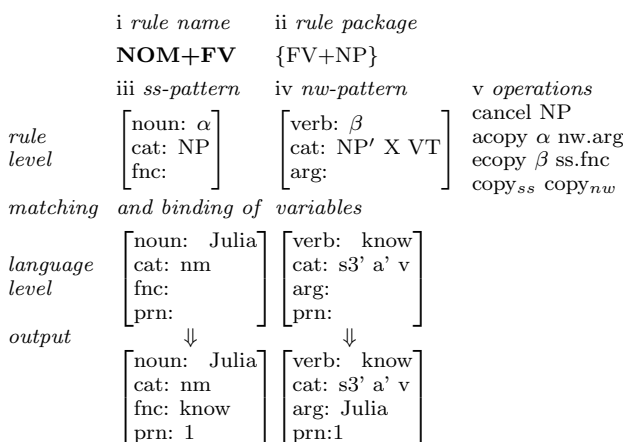 i rule name ii rule package
NOM+FV {FV+NP}
iii ss-pattern iv nw-pattern v operations
rule level
noun: α
cat: NP
fnc:
verb: β
cat: NP′ X VT
arg:
cancel NP
acopy α nw.arg
ecopy β ss.fnc
copyss copynw
matching and binding of variables
language level
noun: Julia
cat: nm
fnc:
prn:
verb: know
cat: s3' a' v
arg:
prn:
output ⇓ ⇓
noun: Julia
cat: nm
fnc: know
prn: 1
verb: know
cat: s3' a' v
arg: Julia
prn:1